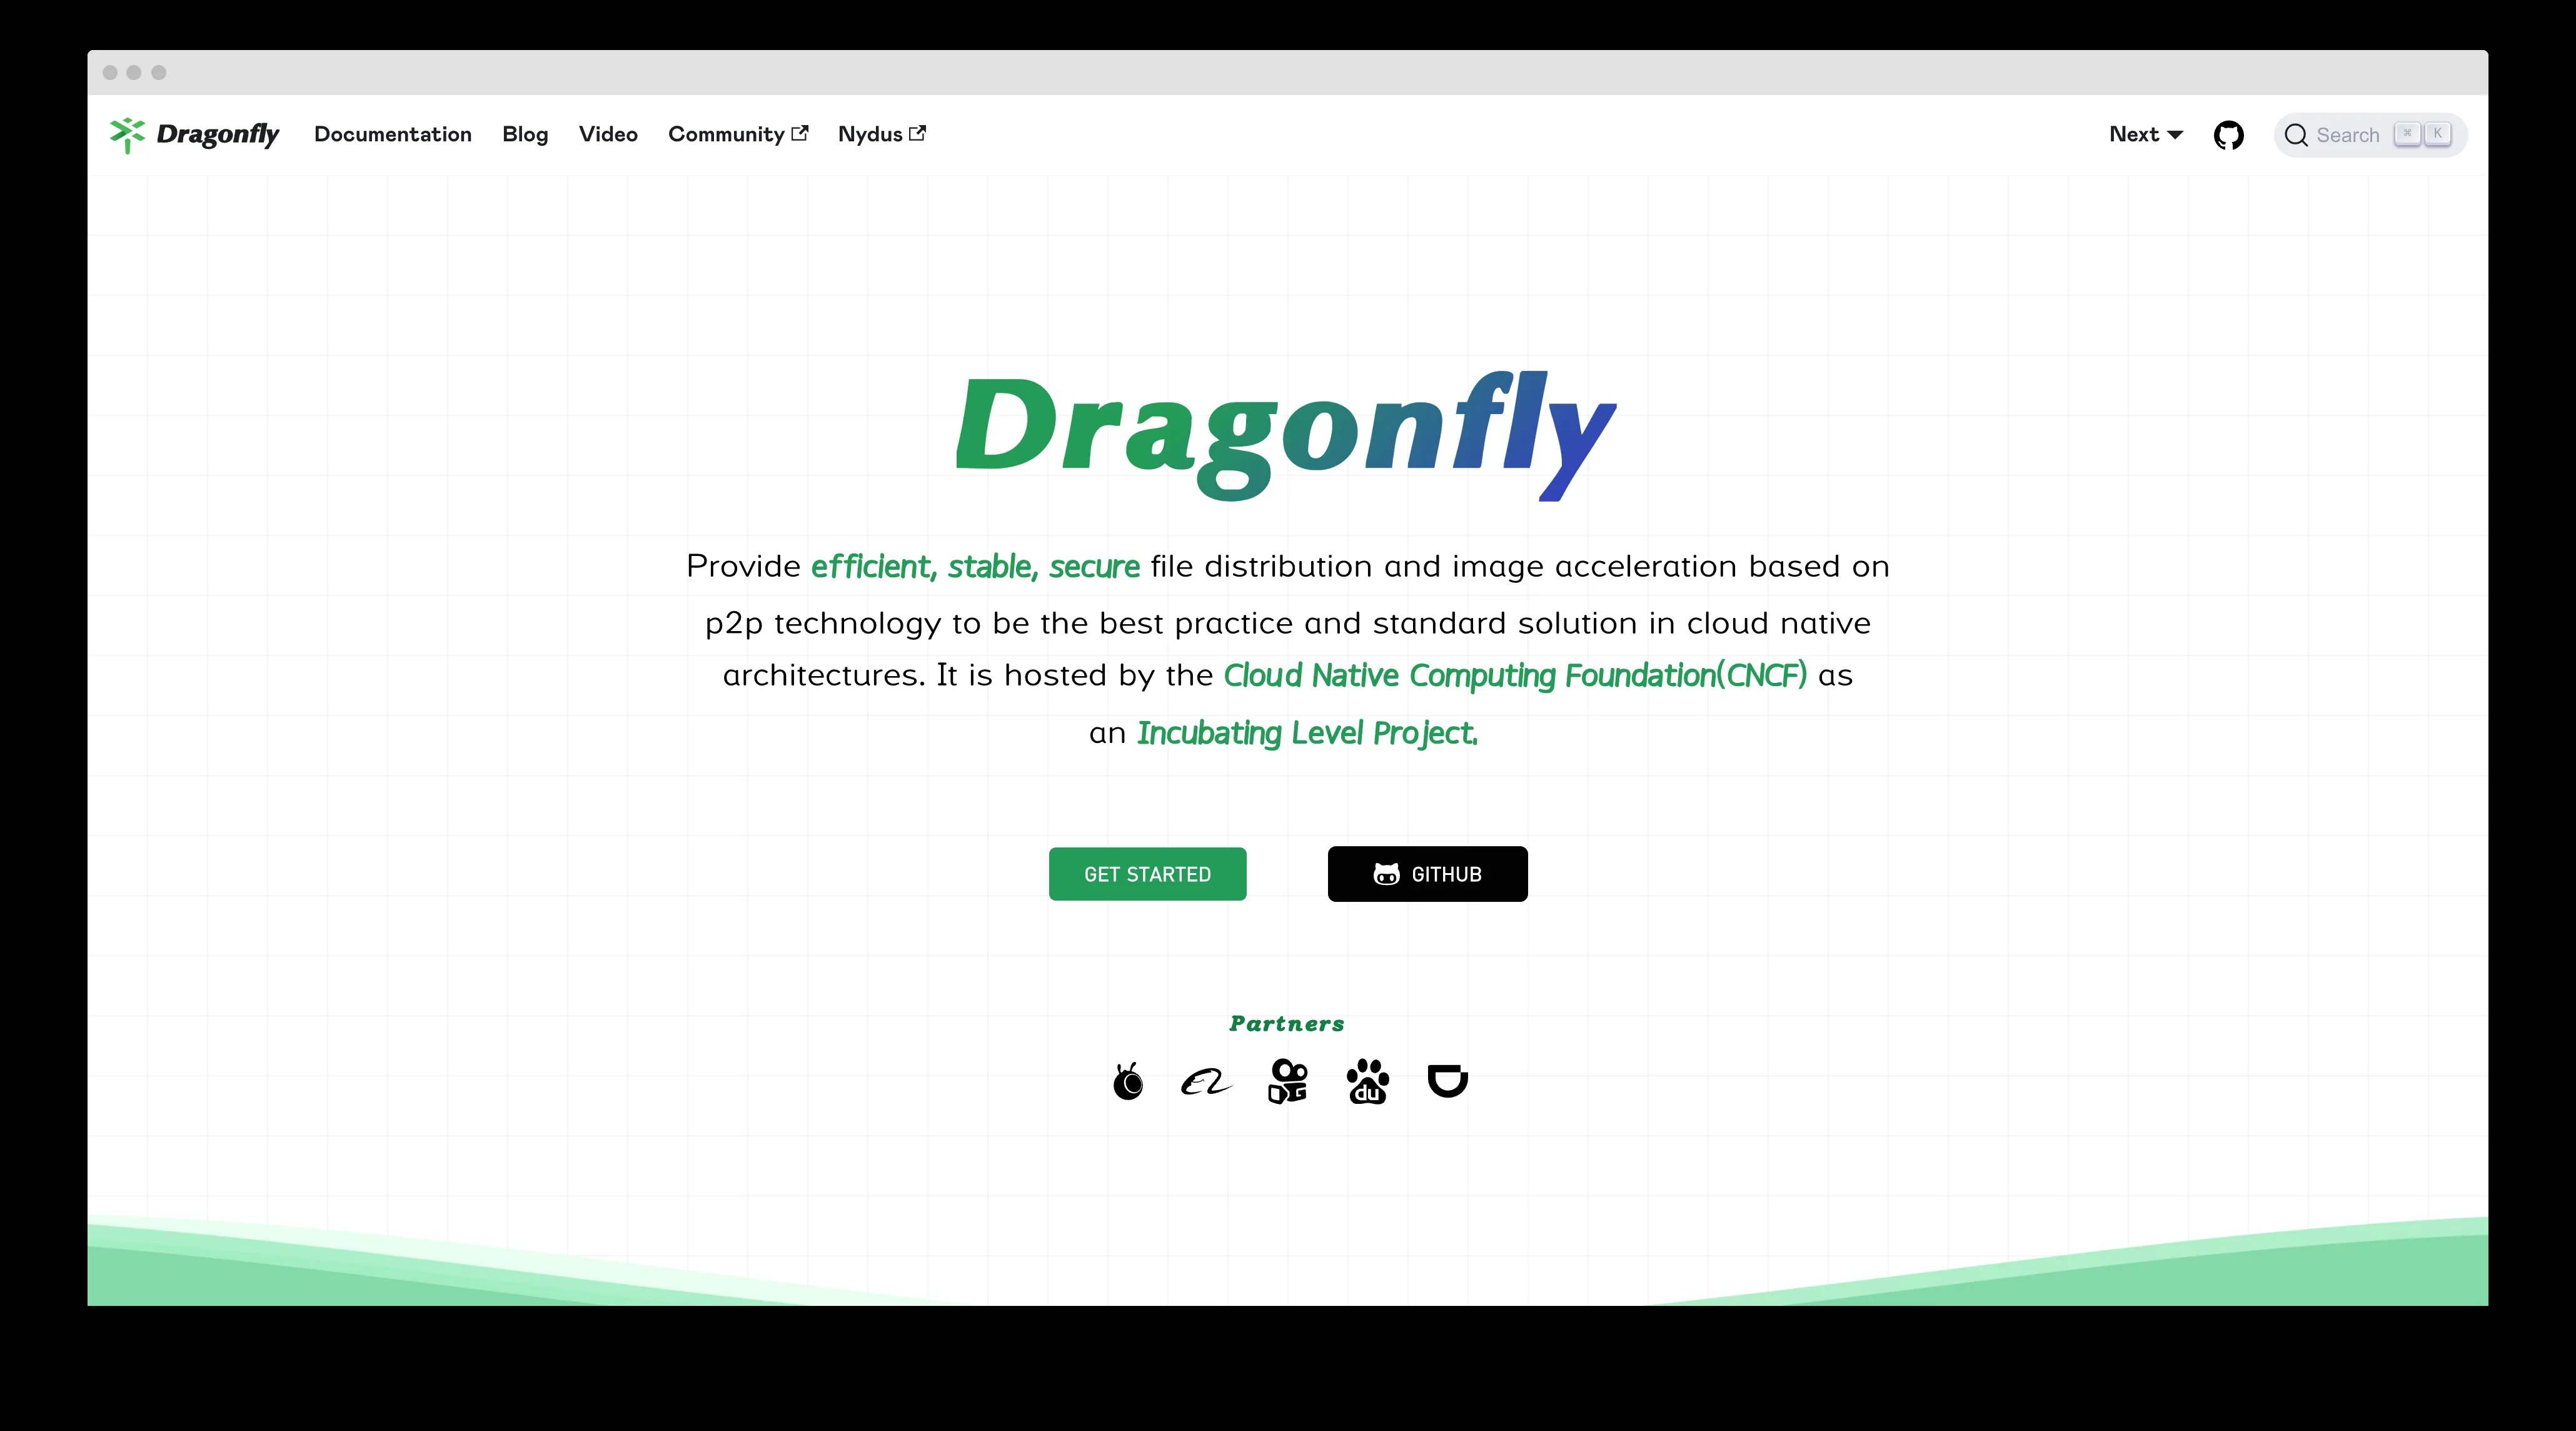 Dragonfly Documentation Blog Video Community Nydus Next Search ⌘ K
Dragonfly
Provide efficient, stable, secure file distribution and image acceleration based on
p2p technology to be the best practice and standard solution in cloud native
architectures. It is hosted by the Cloud Native Computing Foundation(CNCF) as
an Incubating Level Project.
GET STARTED GITHUB
Partners
du